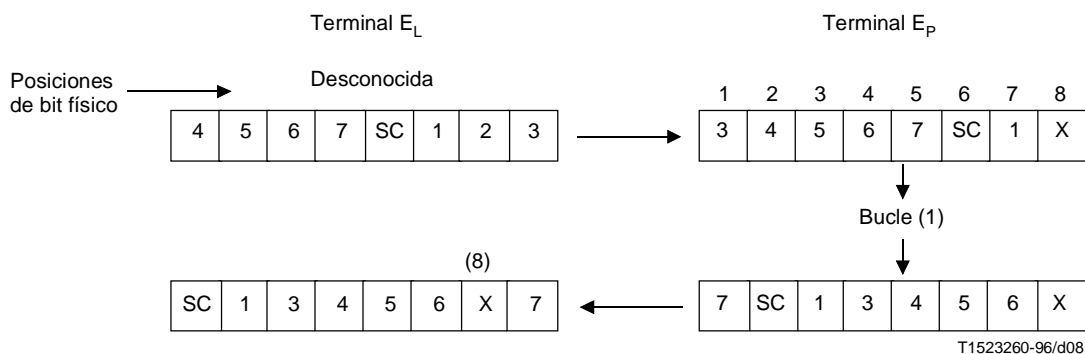 Terminal EL Terminal EP
Posiciones de bit físico
Desconocida
1 2 3 4 5 6 7 8
4 5 6 7 SC 1 2 3
3 4 5 6 7 SC 1 X
Bucle (1)
(8)
SC 1 3 4 5 6 X 7
7 SC 1 3 4 5 6 X
T1523260-96/d08